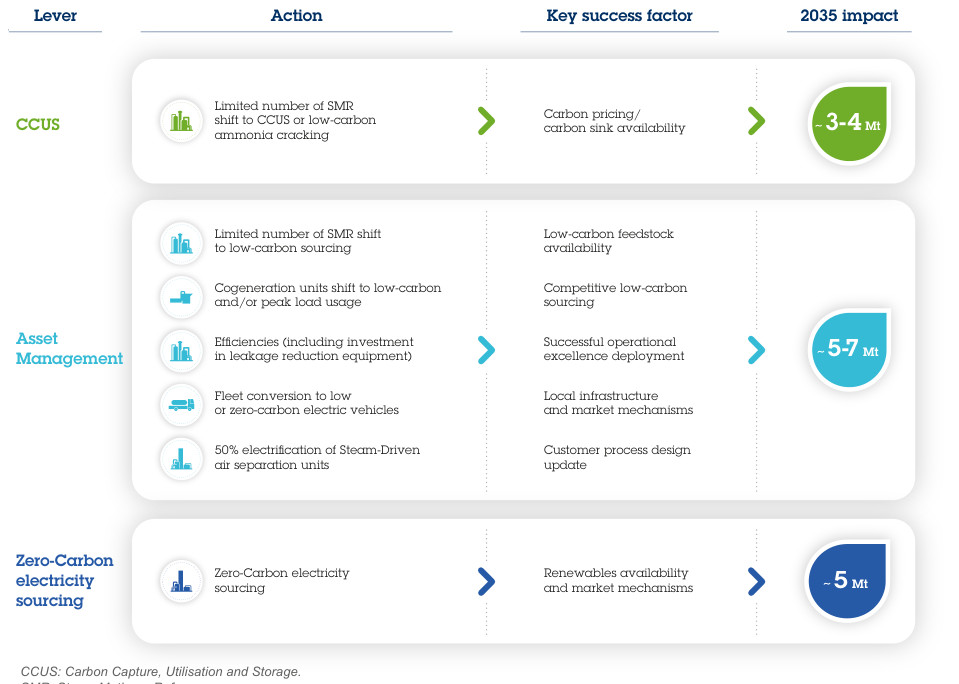 Lever
Action
Key success factor
2035 impact
CCUS
Limited number of SMR
shift to CCUS or low-carbon
ammonia cracking
Carbon pricing/
carbon sink availability
~ 3-4 Mt
Asset
Management
Limited number of SMR shift
to low-carbon sourcing
Low-carbon feedstock
availability
Cogeneration units shift to low-carbon
and/or peak load usage
Competitive low-carbon
sourcing
Efficiencies (including investment
in leakage reduction equipment)
Successful operational
excellence deployment
~ 5-7 Mt
Fleet conversion to low
or zero-carbon electric vehicles
Local infrastructure
and market mechanisms
50% electrification of Steam-Driven
air separation units
Customer process design
update
Zero-Carbon
electricity
sourcing
Zero-Carbon electricity
sourcing
Renewables availability
and market mechanisms
~ 5 Mt
CCUS: Carbon Capture, Utilisation and Storage.